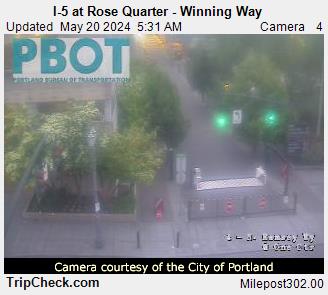 I-5 at Rose Quarter - Winning Way
Updated May 20 2024 5:31 AM Camera 4
PBOT
PORTLAND BUREAU OF TRANSPORTATION
Camera courtesy of the City of Portland
TripCheck.com Milepost302.00